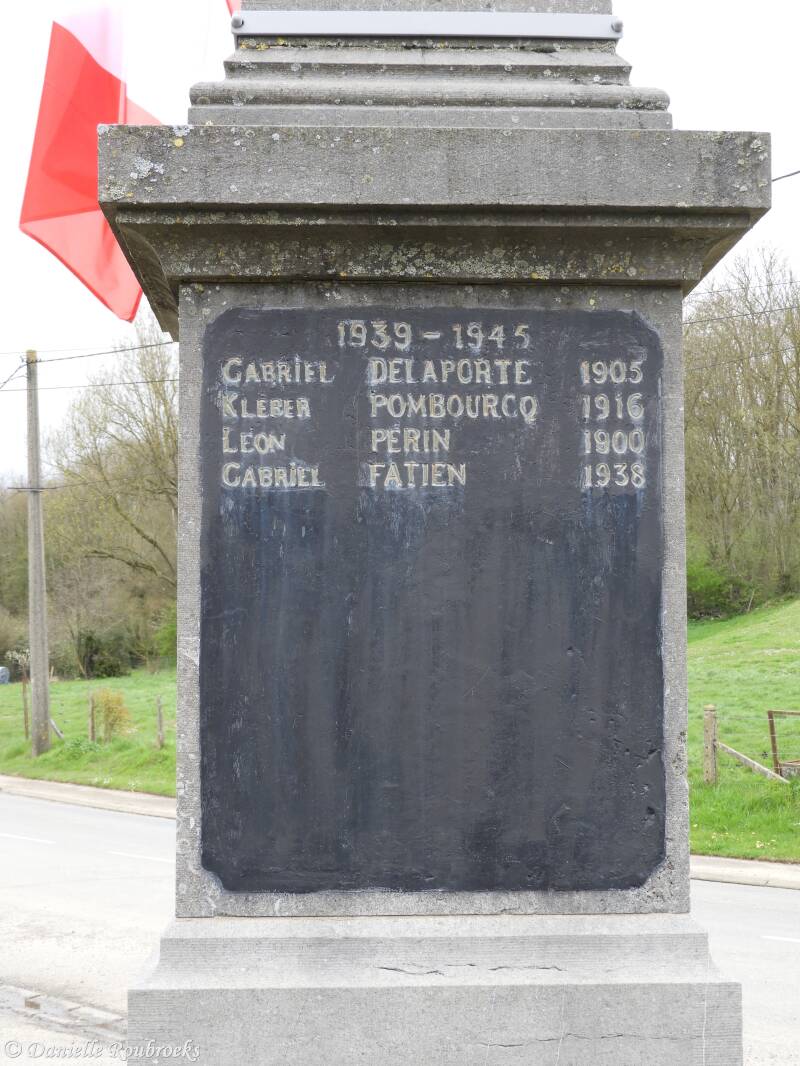 1939 - 1945
GABRIEL DELAPORTE 1905
KLEBER POMBOURCQ 1916
LEON PERIN 1900
GABRIEL FATIEN 1938
© Danielle Roubroeks